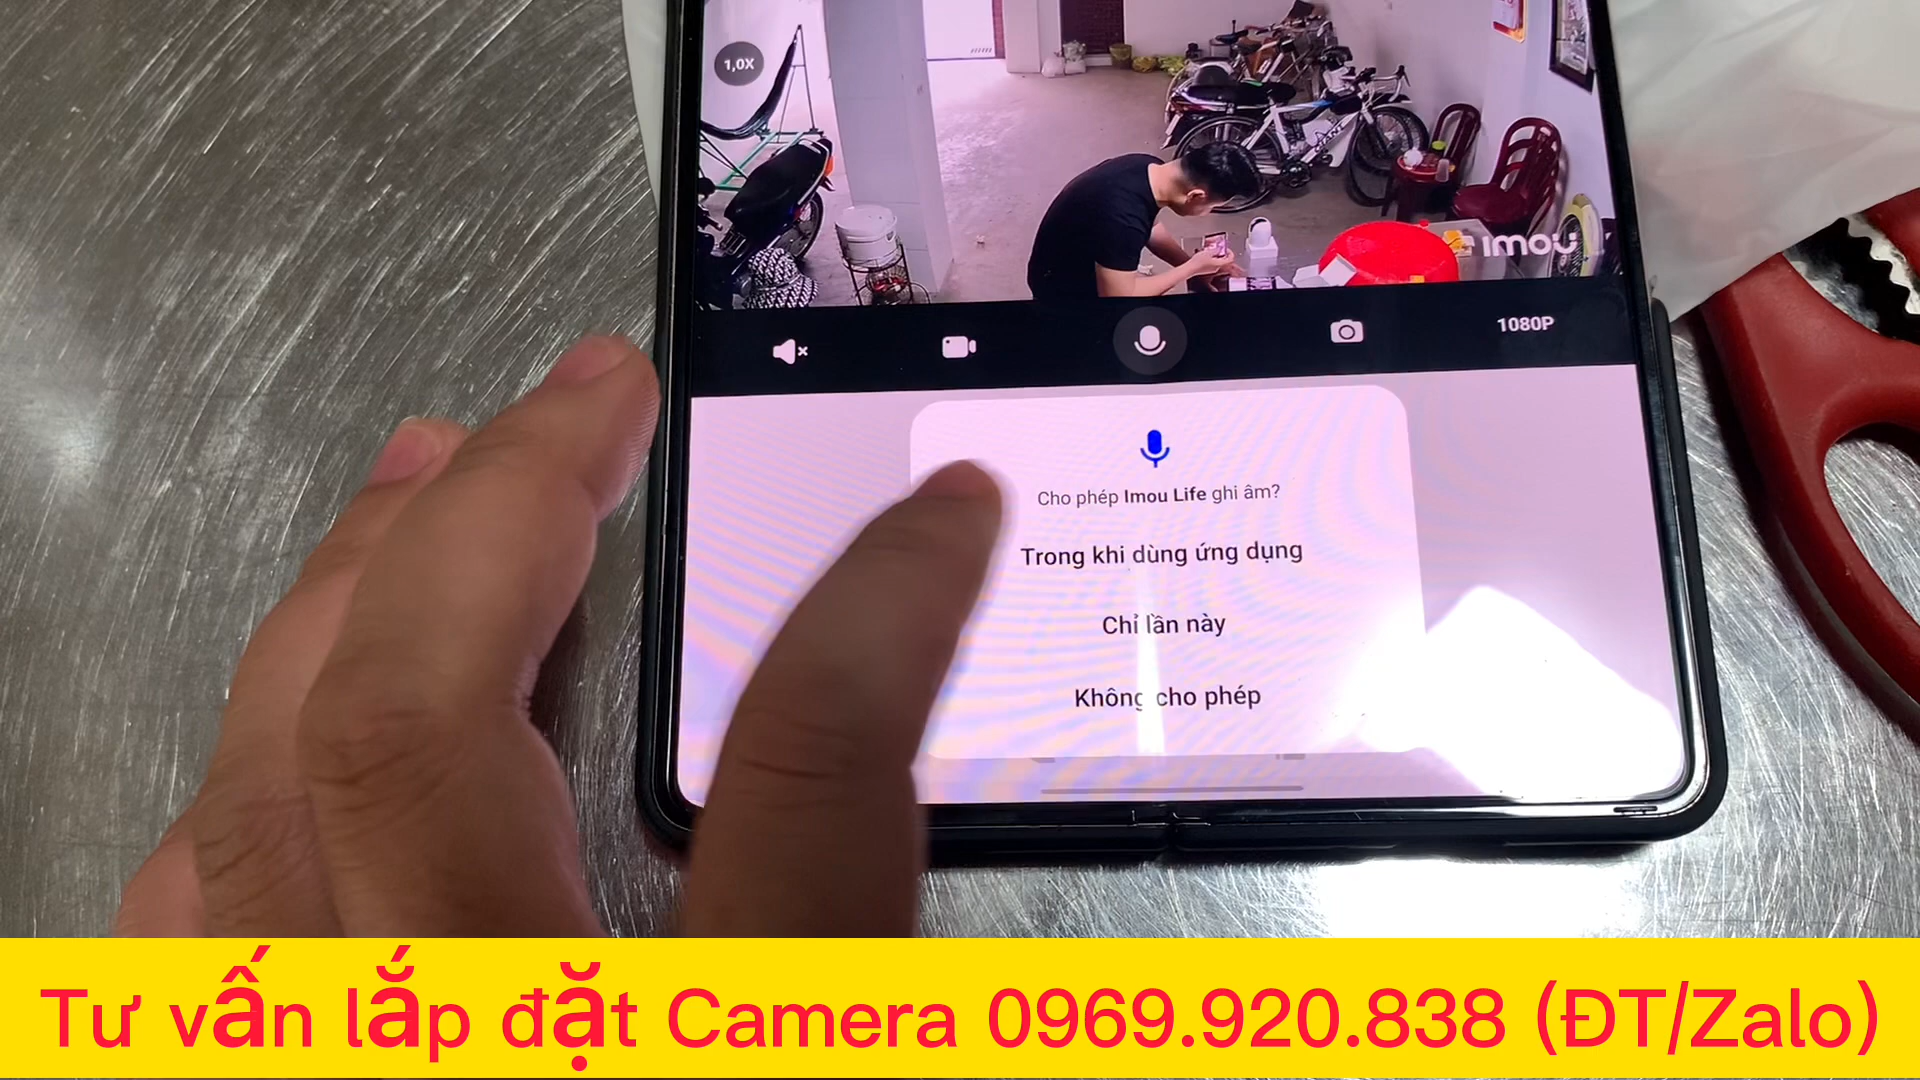 1,0X
GIANT
imou
1080P
Cho phép Imou Life ghi âm?
Trong khi dùng ứng dụng
Chỉ lần này
Không cho phép
Tư vấn lắp đặt Camera 0969.920.838 (ĐT/Zalo)